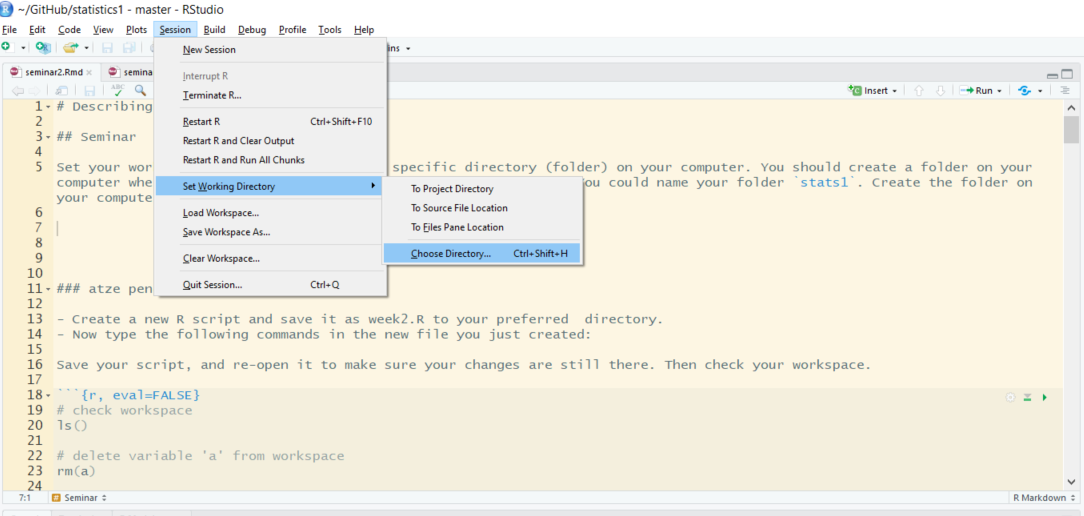 ~/GitHub/statistics1 - master - RStudio
File Edit Code View Plots Session Build Debug Profile Tools Help
New Session
Interrupt R
Terminate R...
Restart R Ctrl+Shift+F10
Restart R and Clear Output
Restart R and Run All Chunks
Set Working Directory
To Project Directory
To Source File Location
To Files Pane Location
Choose Directory... Ctrl+Shift+H
Load Workspace...
Save Workspace As...
Clear Workspace...
Quit Session... Ctrl+Q
seminar2.Rmd
ABC
Insert
Run
1 # Describing
2
3 ## Seminar
4
5 Set your specific directory (folder) on your computer. You should create a folder on your
computer could name your folder `stats1`. Create the folder on
your
6
7
8
9
10
11 ### atze
12
13 - Create a new R script and save it as week2.R to your preferred directory.
14 - Now type the following commands in the new file you just created:
15
16 Save your script, and re-open it to make sure your changes are still there. Then check your workspace.
17
18 ```{r, eval=FALSE}
19 # check workspace
20 ls()
21
22 # delete variable 'a' from workspace
23 rm(a)
24
7:1 Seminar R Markdown